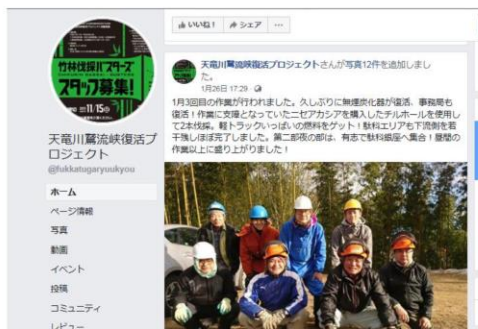 いいね！ シェア …
竹林伐採バスターズ
スタッフ募集！
11/15
天竜川鵞流峡復活プ
ロジェクト
@fukkatugaryuukyou
ホーム
ページ情報
写真
動画
イベント
投稿
コミュニティ
レビュー
天竜川鵞流峡復活プロジェクトさんが写真12件を追加しまし
た。
1月26日 17:29 ·
1月3回目の作業が行われました。久しぶりに無煙炭化器が復活、事務局も
復活！作業に支障となっていたニセアカシアを購入したチルホールを使用し
て2本伐採。軽トラックいっぱいの燃料をゲット！駄科エリアも下流側を若
干残しほぼ完了しました。第二部夜の部は、有志で駄科銀座へ集合！昼間の
作業以上に盛り上がりました！